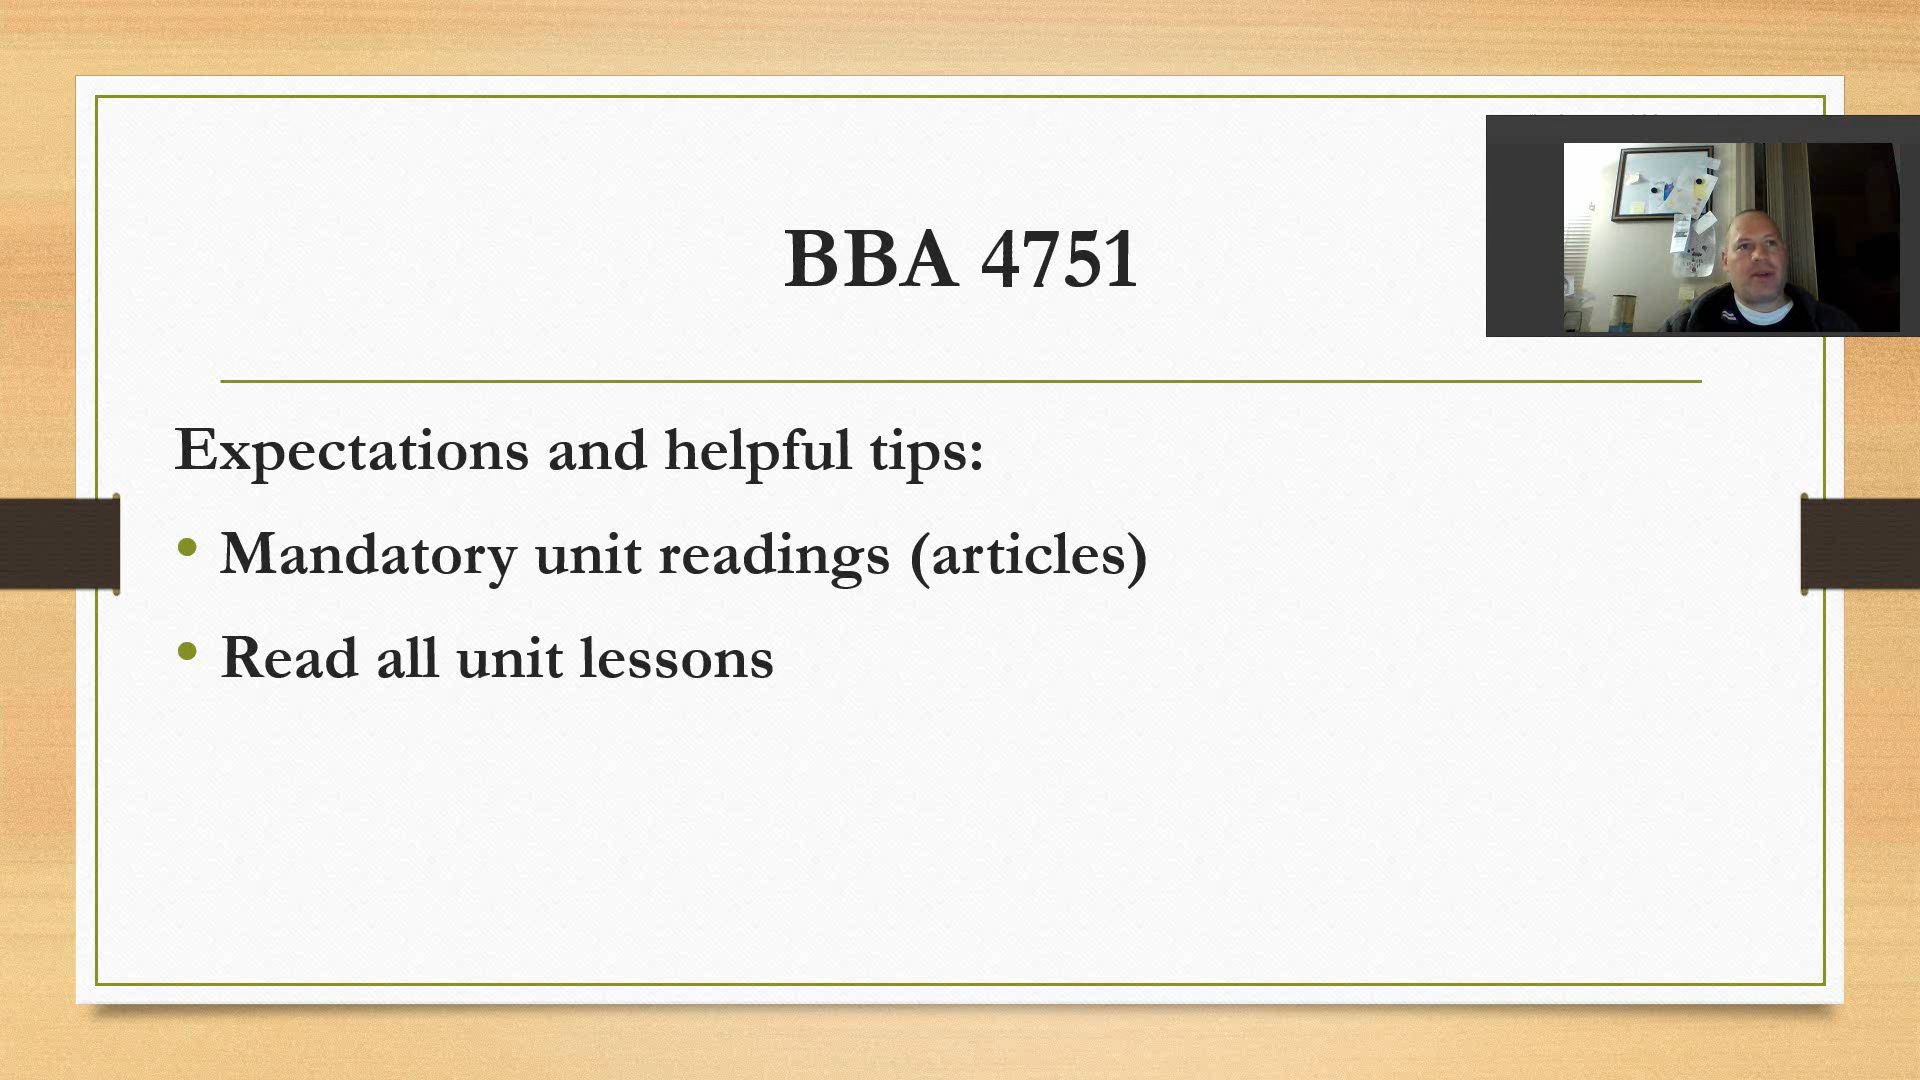 BBA 4751
Expectations and helpful tips:
• Mandatory unit readings (articles)
• Read all unit lessons